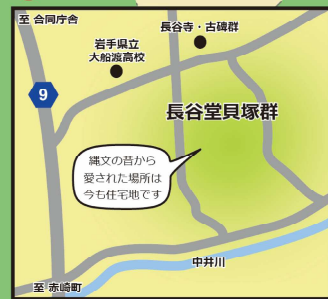 至 合同庁舎
長谷寺・古碑群
岩手県立
大船渡高校
9
長谷堂貝塚群
縄文の昔から
愛された場所は
今も住宅地です
中井川
至 赤崎町